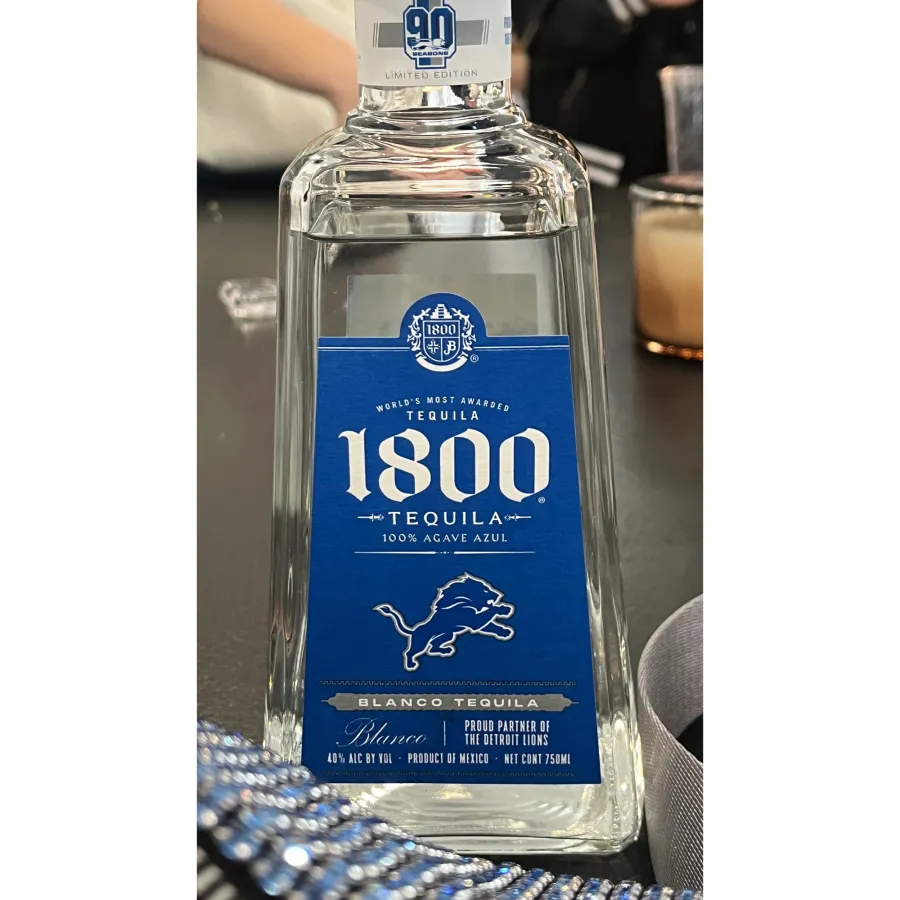 90
SEASONS
LIMITED EDITION
1800
JB
®
WORLD'S MOST AWARDED
TEQUILA
1800®
TEQUILA
100% AGAVE AZUL
BLANCO TEQUILA
Blanco
PROUD PARTNER OF
THE DETROIT LIONS
40% ALC BY VOL · PRODUCT OF MEXICO · NET CONT 750ML